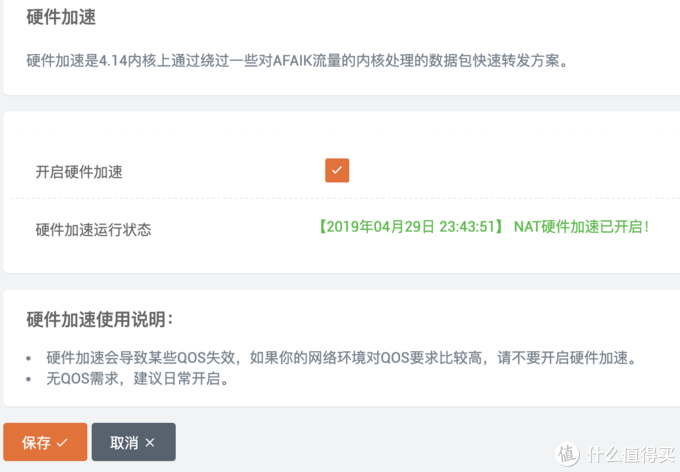 硬件加速
硬件加速是4.14内核上通过绕过一些对AFAIK流量的内核处理的数据包快速转发方案。
开启硬件加速
硬件加速运行状态 【2019年04月29日 23:43:51】 NAT硬件加速已开启!
硬件加速使用说明:
硬件加速会导致某些QOS失效，如果你的网络环境对QOS要求比较高，请不要开启硬件加速。
无QOS需求，建议日常开启。
保存 取消
值 什么值得买